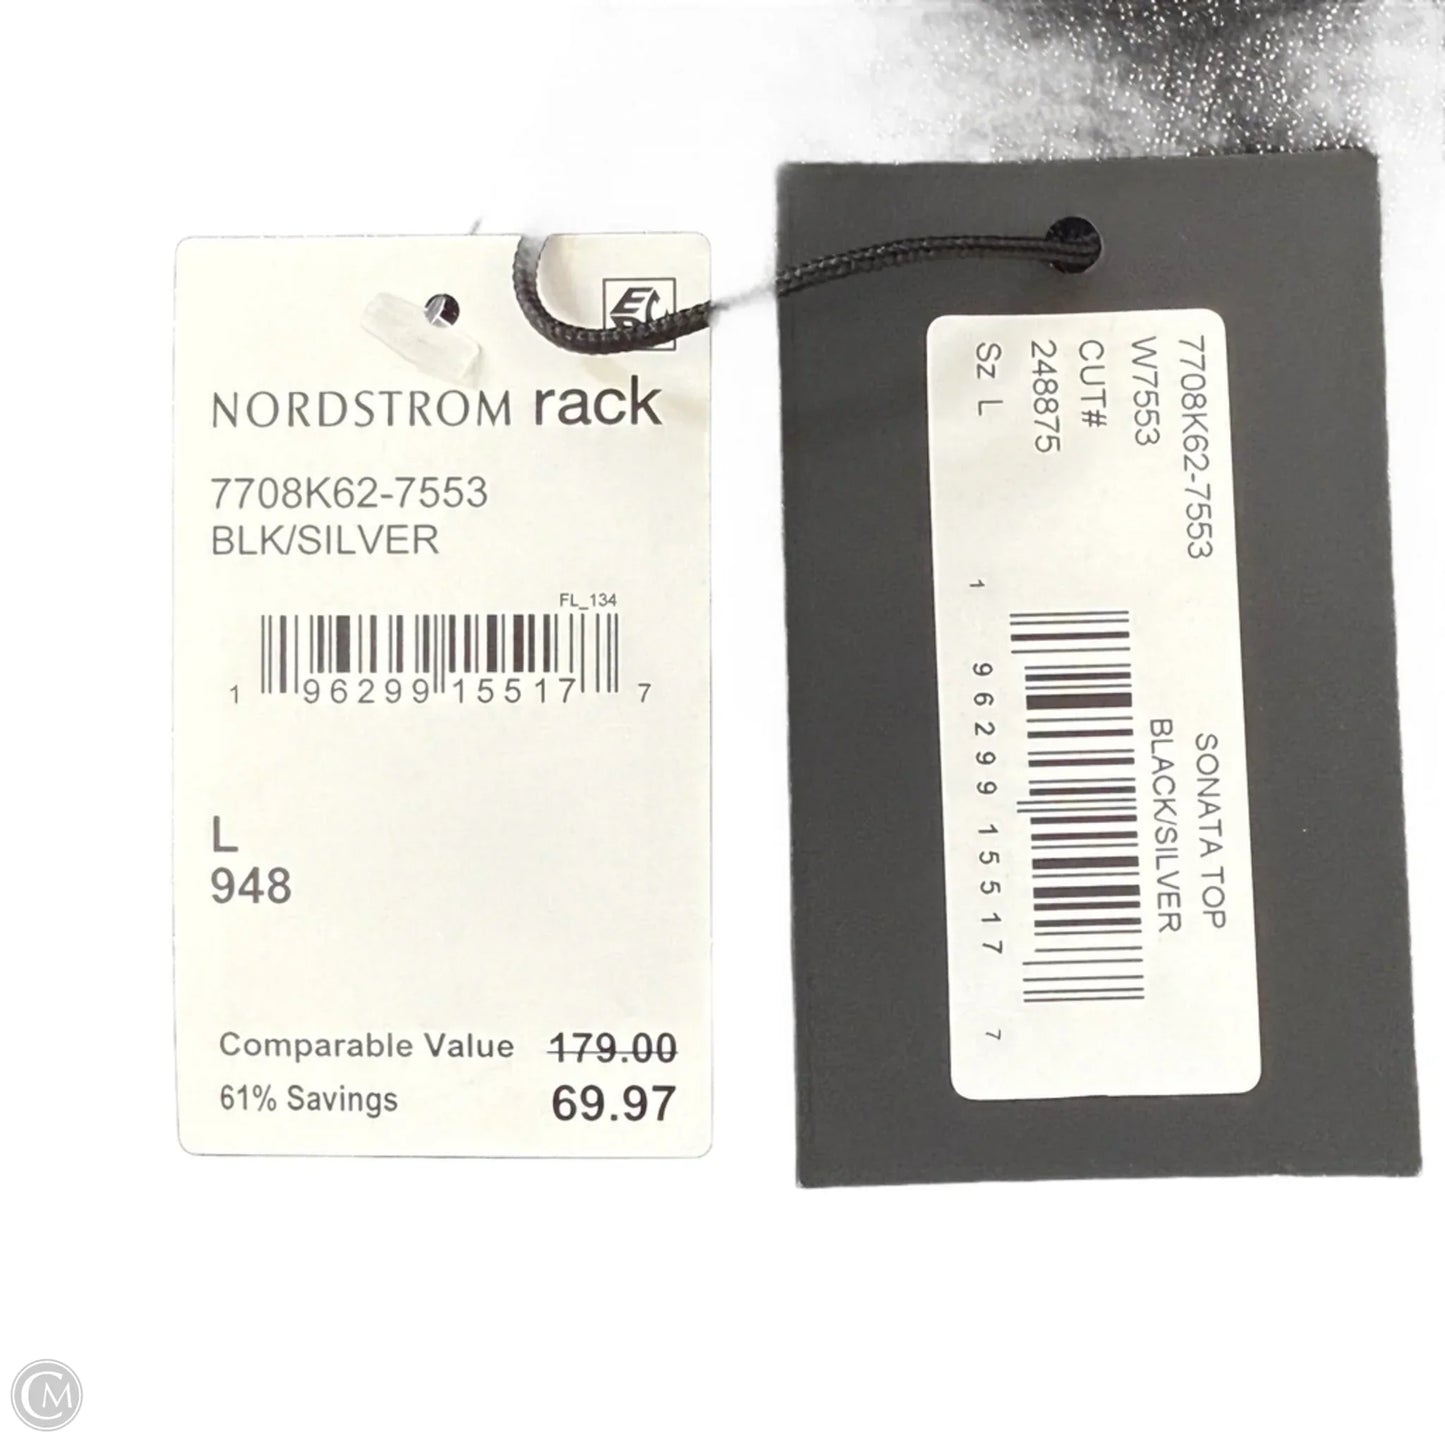 NORDSTROM rack
7708K62-7553
BLK/SILVER
FL_134
1 96299 15517 7
L
948
Comparable Value 179.00
61% Savings 69.97
7708K62-7553
W7553
CUT#
248875
Sz L
SONATA TOP
BLACK/SILVER
1 96299 15517 7
CM